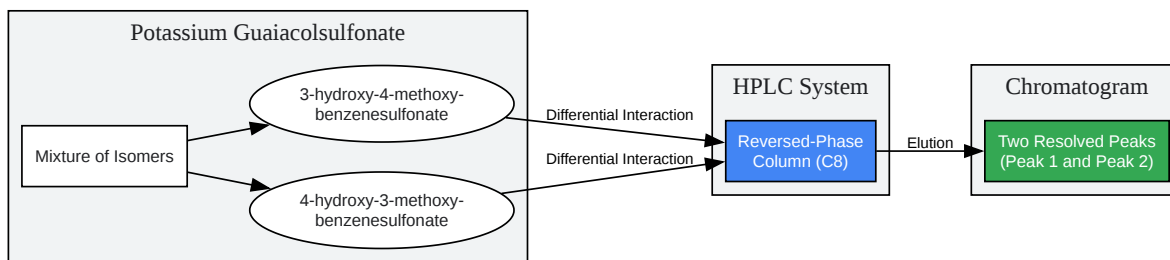 Potassium Guaiacolsulfonate
Mixture of Isomers
3-hydroxy-4-methoxy-
benzenesulfonate
4-hydroxy-3-methoxy-
benzenesulfonate
Differential Interaction
Differential Interaction
HPLC System
Reversed-Phase
Column (C8)
Elution
Chromatogram
Two Resolved Peaks
(Peak 1 and Peak 2)